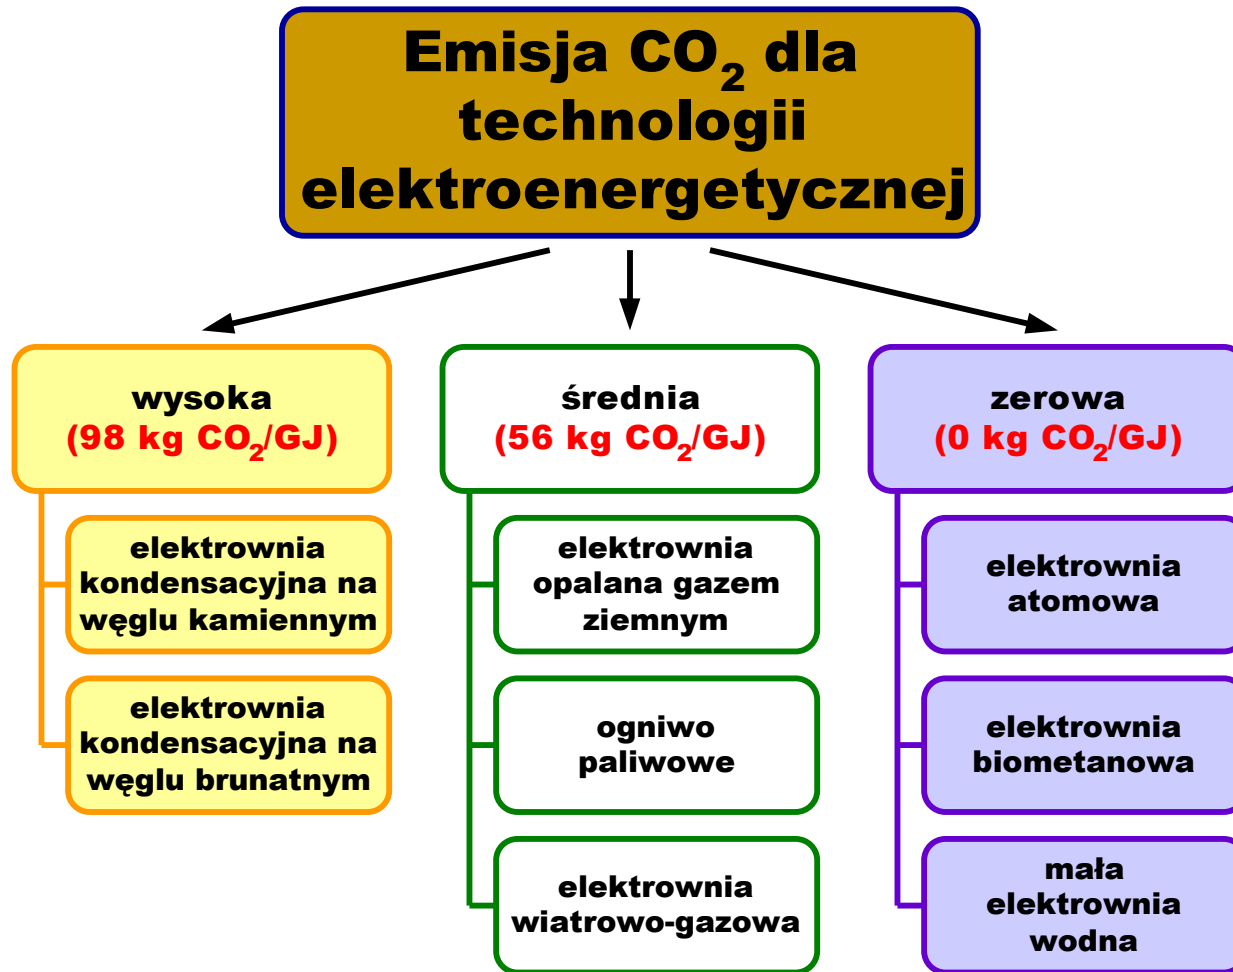 Emisja CO₂ dla
technologii
elektroenergetycznej
wysoka
(98 kg CO₂/GJ)
elektrownia
kondensacyjna na
węglu kamiennym
elektrownia
kondensacyjna na
węglu brunatnym
średnia
(56 kg CO₂/GJ)
elektrownia
opalana gazem
ziemnym
ogniwo
paliwowe
elektrownia
wiatrowo-gazowa
zerowa
(0 kg CO₂/GJ)
elektrownia
atomowa
elektrownia
biometanowa
mała
elektrownia
wodna